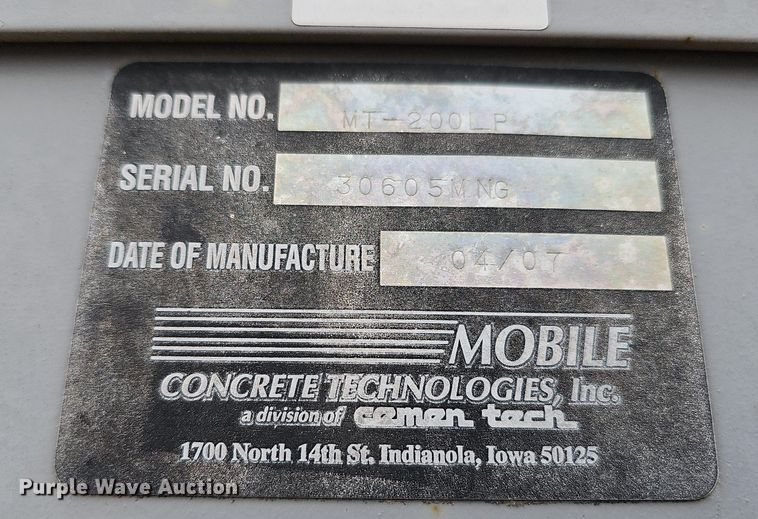 MODEL NO. MT-200LP
SERIAL NO. 30605MNG
DATE OF MANUFACTURE 04/07
MOBILE
CONCRETE TECHNOLOGIES, Inc.
a division of cemen tech
1700 North 14th St. Indianola, Iowa 50125
Purple Wave Auction